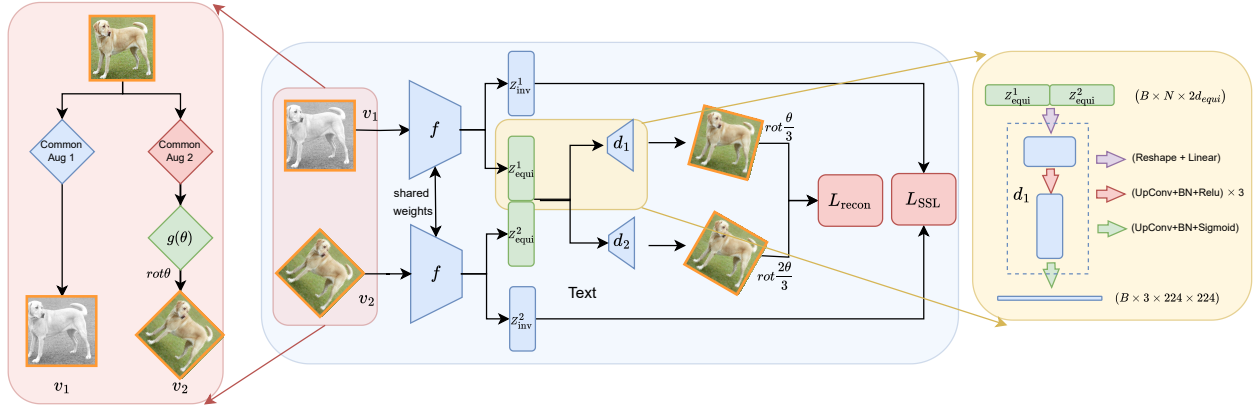 Common
Aug 1
Common
Aug 2
g(θ)
rotθ
v₁
v₂
v₁
v₂
f
shared
weights
f
Z¹inv
Z¹equi
Z²equi
Z²inv
d₁
d₂
Text
rot θ/3
rot 2θ/3
Lrecon
LSSL
Z¹equi Z²equi (B × N × 2dequi)
d₁
(Reshape + Linear)
(UpConv+BN+Relu) × 3
(UpConv+BN+Sigmoid)
(B × 3 × 224 × 224)